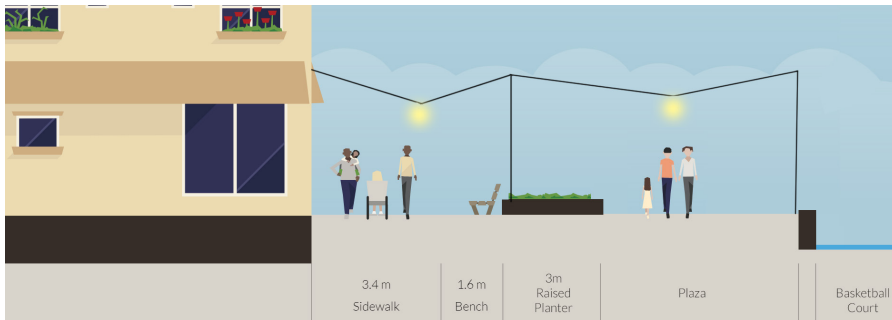 3.4 m
Sidewalk
1.6 m
Bench
3m
Raised
Planter
Plaza
Basketball
Court